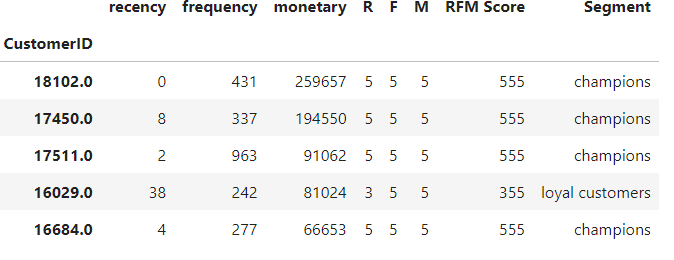 recency frequency monetary R F M RFM Score Segment
CustomerID
18102.0 0 431 259657 5 5 5 555 champions
17450.0 8 337 194550 5 5 5 555 champions
17511.0 2 963 91062 5 5 5 555 champions
16029.0 38 242 81024 3 5 5 355 loyal customers
16684.0 4 277 66653 5 5 5 555 champions